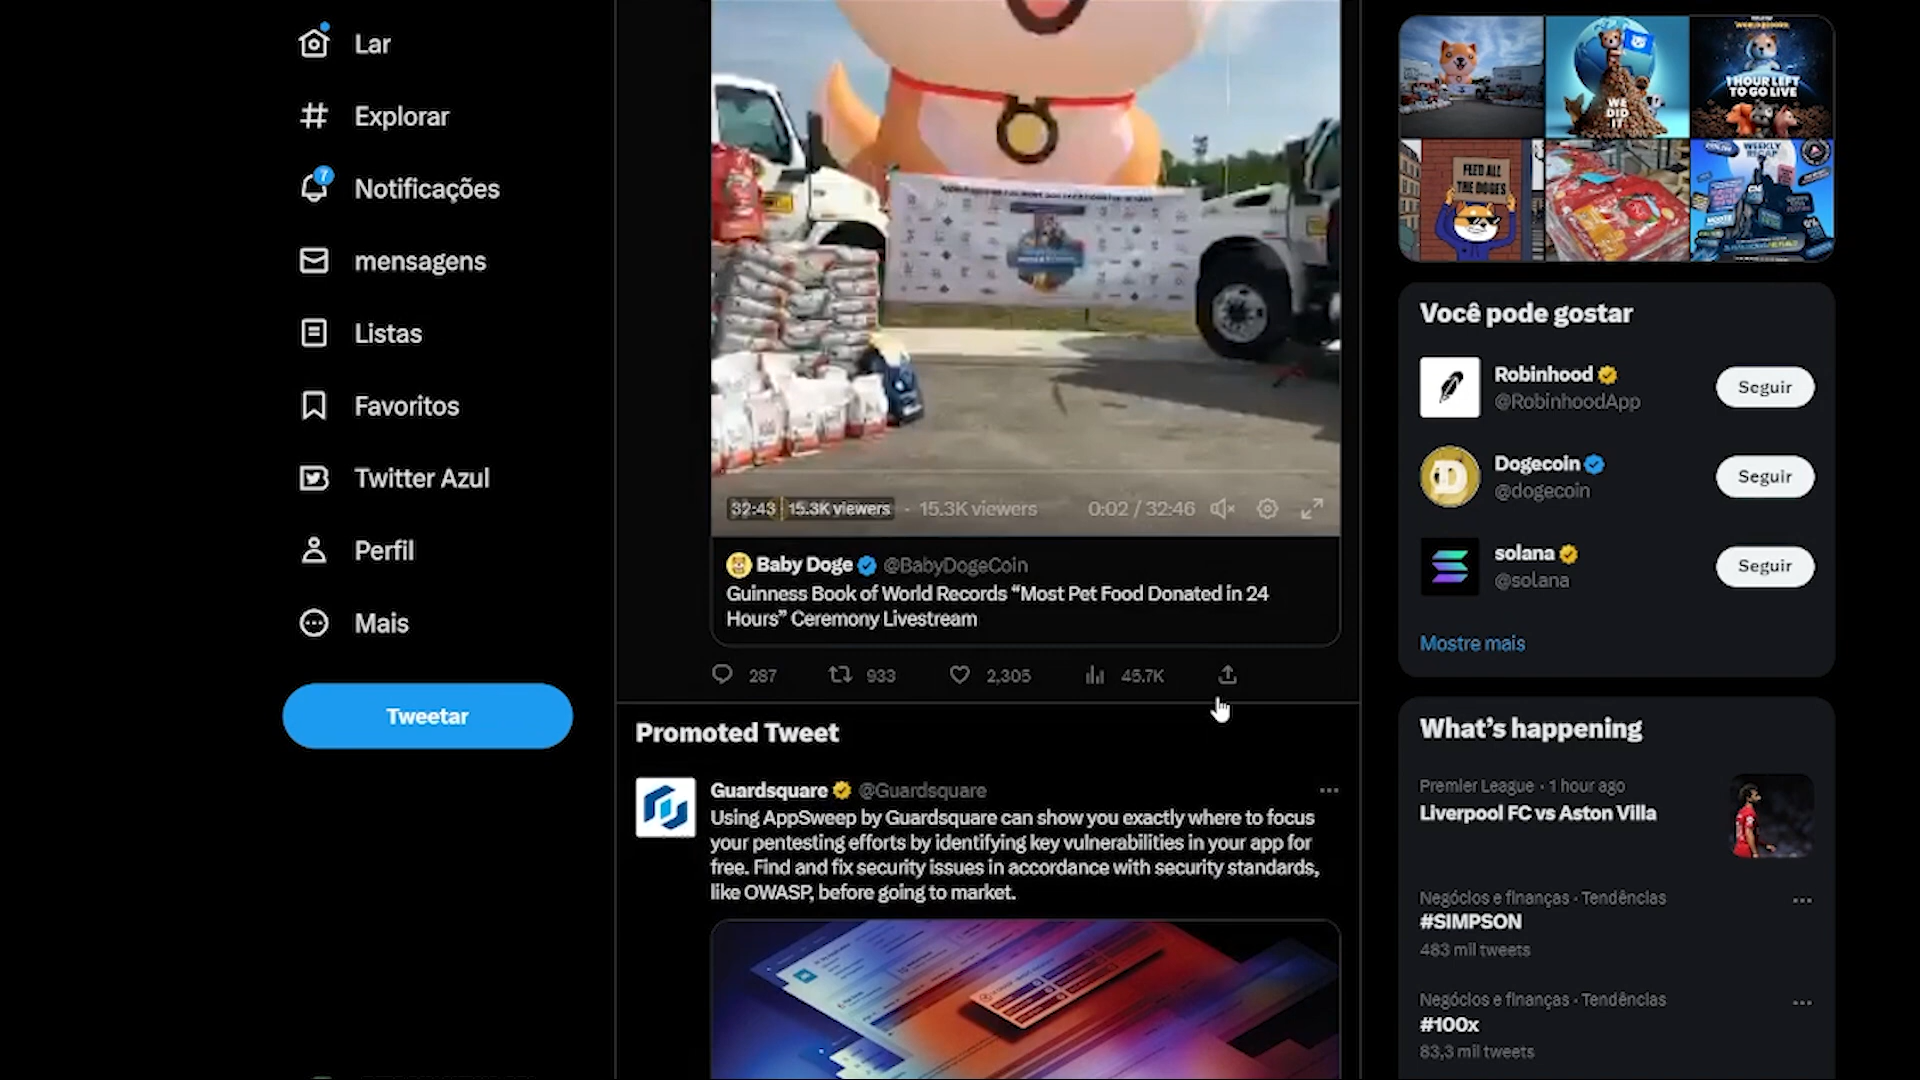 Lar
Explorar
7
Notificações
mensagens
Listas
Favoritos
Twitter Azul
Perfil
Mais
Tweetar
32:43 15.3K viewers · 15.3K viewers 0:02 / 32:46
Baby Doge @BabyDogeCoin
Guinness Book of World Records “Most Pet Food Donated in 24
Hours” Ceremony Livestream
287 933 2,305 45.7K
Promoted Tweet
Guardsquare @Guardsquare
Using AppSweep by Guardsquare can show you exactly where to focus
your pentesting efforts by identifying key vulnerabilities in your app for
free. Find and fix security issues in accordance with security standards,
like OWASP, before going to market.
WE
DID
IT
1 HOUR LEFT
TO GO LIVE
FEED ALL
THE DOGES
WEEKLY
RECAP
Você pode gostar
Robinhood
@RobinhoodApp
Seguir
Dogecoin
@dogecoin
Seguir
solana
@solana
Seguir
Mostre mais
What’s happening
Premier League · 1 hour ago
Liverpool FC vs Aston Villa
Negócios e finanças · Tendências
#SIMPSON
483 mil tweets
Negócios e finanças · Tendências
#100x
83,3 mil tweets